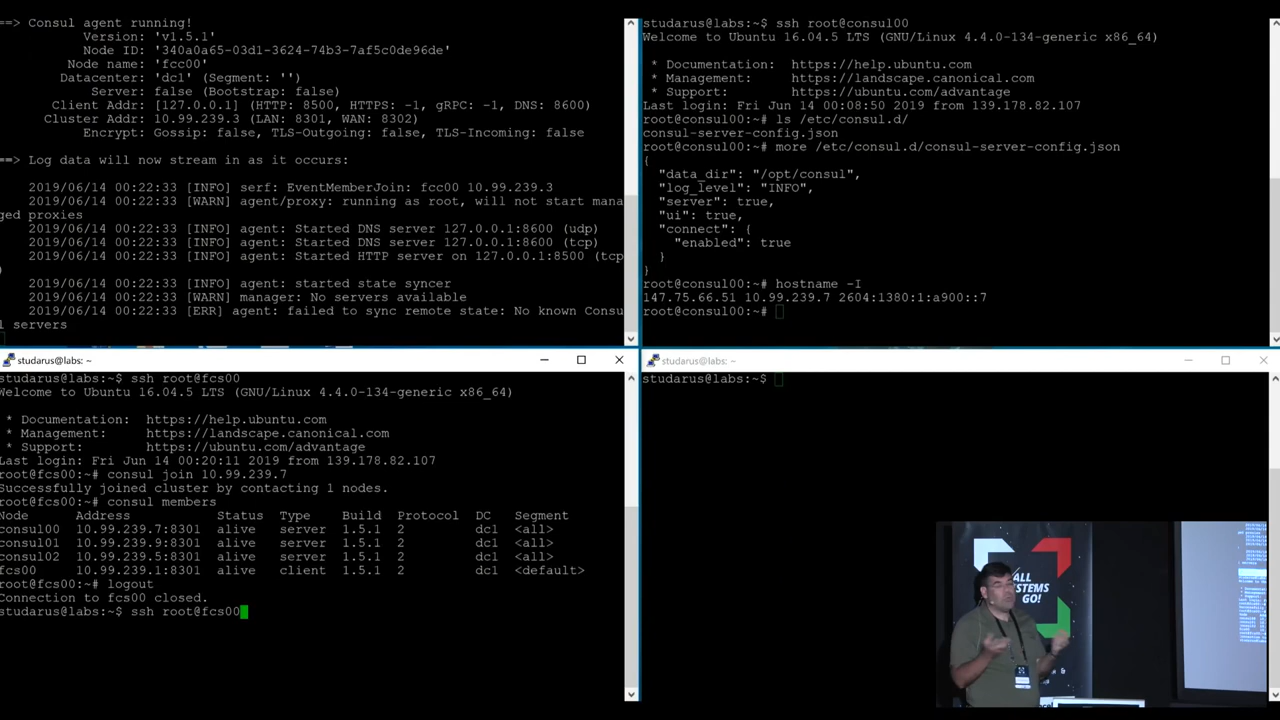 ==> Consul agent running!
Version: 'v1.5.1'
Node ID: '340a0a65-03d1-3624-74b3-7af5c0de96de'
Node name: 'fcc00'
Datacenter: 'dc1' (Segment: '')
Server: false (Bootstrap: false)
Client Addr: [127.0.0.1] (HTTP: 8500, HTTPS: -1, gRPC: -1, DNS: 8600)
Cluster Addr: 10.99.239.3 (LAN: 8301, WAN: 8302)
Encrypt: Gossip: false, TLS-Outgoing: false, TLS-Incoming: false
==> Log data will now stream in as it occurs:
2019/06/14 00:22:33 [INFO] serf: EventMemberJoin: fcc00 10.99.239.3
2019/06/14 00:22:33 [WARN] agent/proxy: running as root, will not start mana
ged proxies
2019/06/14 00:22:33 [INFO] agent: Started DNS server 127.0.0.1:8600 (udp)
2019/06/14 00:22:33 [INFO] agent: Started DNS server 127.0.0.1:8600 (tcp)
2019/06/14 00:22:33 [INFO] agent: Started HTTP server on 127.0.0.1:8500 (tcp
)
2019/06/14 00:22:33 [INFO] agent: started state syncer
2019/06/14 00:22:33 [WARN] manager: No servers available
2019/06/14 00:22:33 [ERR] agent: failed to sync remote state: No known Consu
l servers
studarus@labs:~$ ssh root@consul00
Welcome to Ubuntu 16.04.5 LTS (GNU/Linux 4.4.0-134-generic x86_64)
* Documentation: https://help.ubuntu.com
* Management: https://landscape.canonical.com
* Support: https://ubuntu.com/advantage
Last login: Fri Jun 14 00:08:50 2019 from 139.178.82.107
root@consul00:~# ls /etc/consul.d/
consul-server-config.json
root@consul00:~# more /etc/consul.d/consul-server-config.json
{
"data_dir": "/opt/consul",
"log_level": "INFO",
"server": true,
"ui": true,
"connect": {
"enabled": true
}
}
root@consul00:~# hostname -I
147.75.66.51 10.99.239.7 2604:1380:1:a900::7
root@consul00:~#
studarus@labs: ~
studarus@labs:~$ ssh root@fcs00
Welcome to Ubuntu 16.04.5 LTS (GNU/Linux 4.4.0-134-generic x86_64)
* Documentation: https://help.ubuntu.com
* Management: https://landscape.canonical.com
* Support: https://ubuntu.com/advantage
Last login: Fri Jun 14 00:20:11 2019 from 139.178.82.107
root@fcs00:~# consul join 10.99.239.7
Successfully joined cluster by contacting 1 nodes.
root@fcs00:~# consul members
Node Address Status Type Build Protocol DC Segment
consul00 10.99.239.7:8301 alive server 1.5.1 2 dc1 <all>
consul01 10.99.239.9:8301 alive server 1.5.1 2 dc1 <all>
consul02 10.99.239.5:8301 alive server 1.5.1 2 dc1 <all>
fcs00 10.99.239.1:8301 alive client 1.5.1 2 dc1 <default>
root@fcs00:~# logout
Connection to fcs00 closed.
studarus@labs:~$ ssh root@fcs00
studarus@labs: ~
studarus@labs:~$
ALL
SYSTEMS
GO!